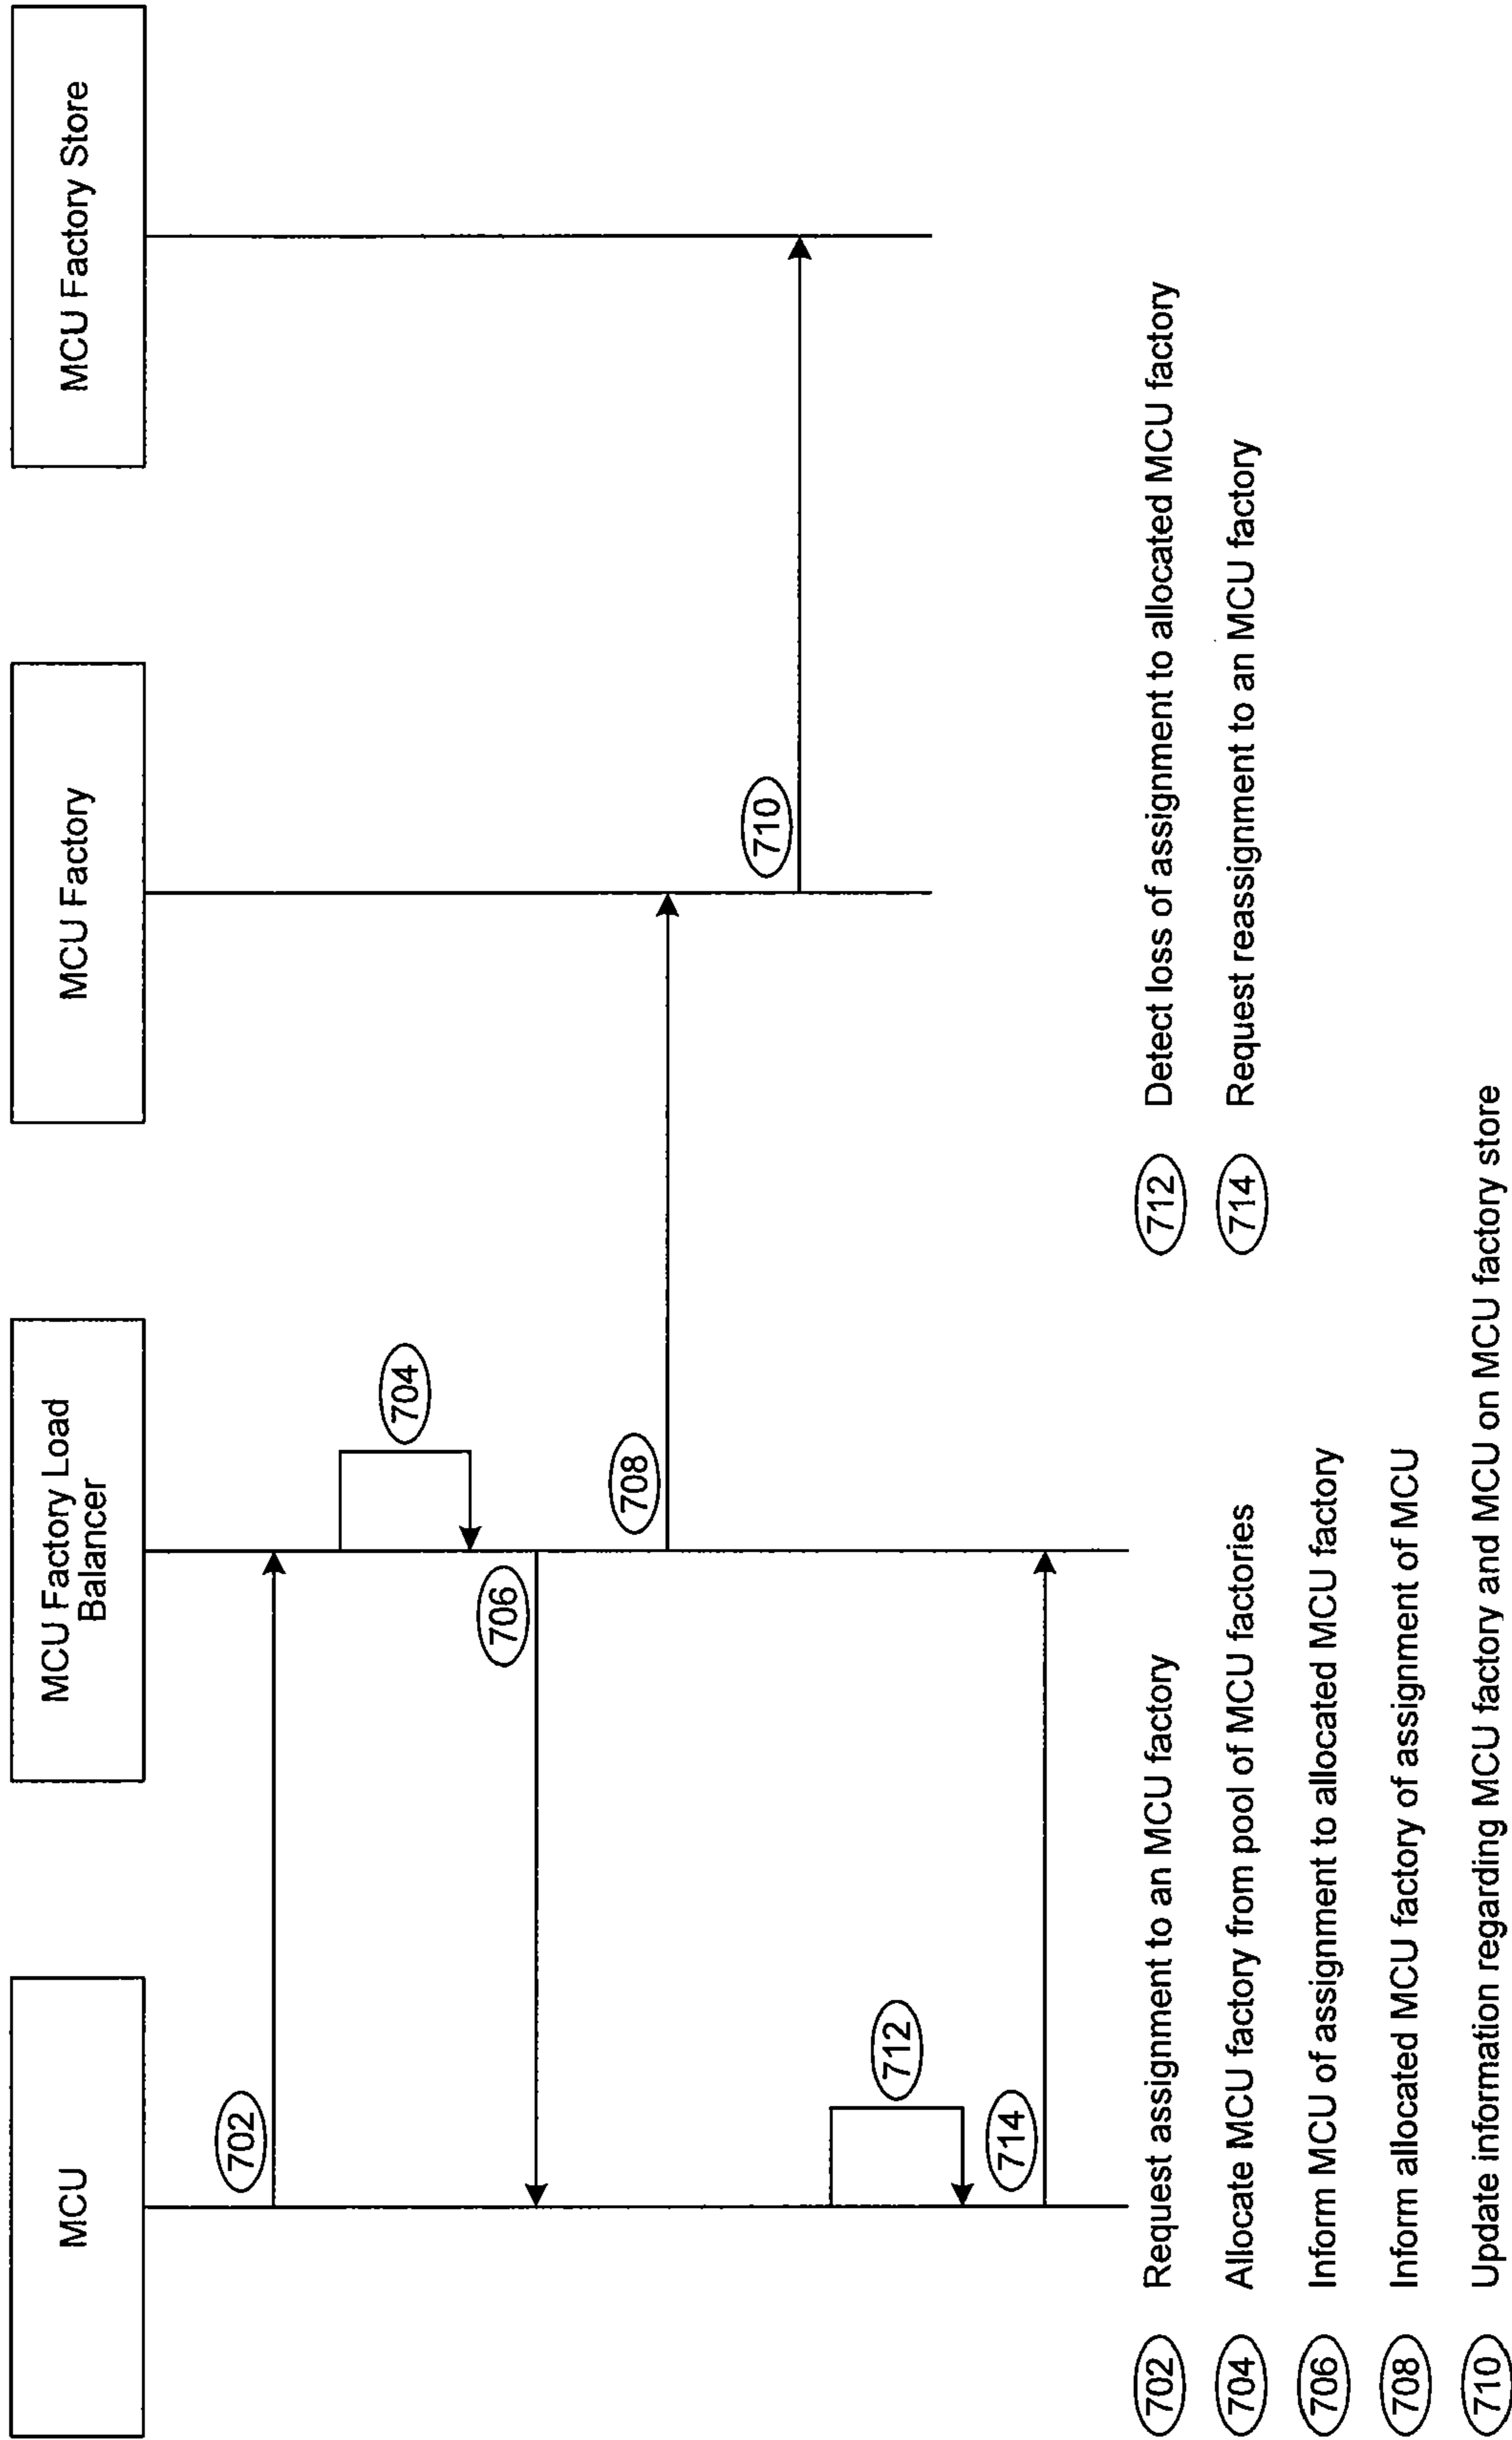 MCU
MCU Factory Load
Balancer
MCU Factory
MCU Factory Store
702
704
706
708
710
712
714
702 Request assignment to an MCU factory
704 Allocate MCU factory from pool of MCU factories
706 Inform MCU of assignment to allocated MCU factory
708 Inform allocated MCU factory of assignment of MCU
710 Update information regarding MCU factory and MCU on MCU factory store
712 Detect loss of assignment to allocated MCU factory
714 Request reassignment to an MCU factory